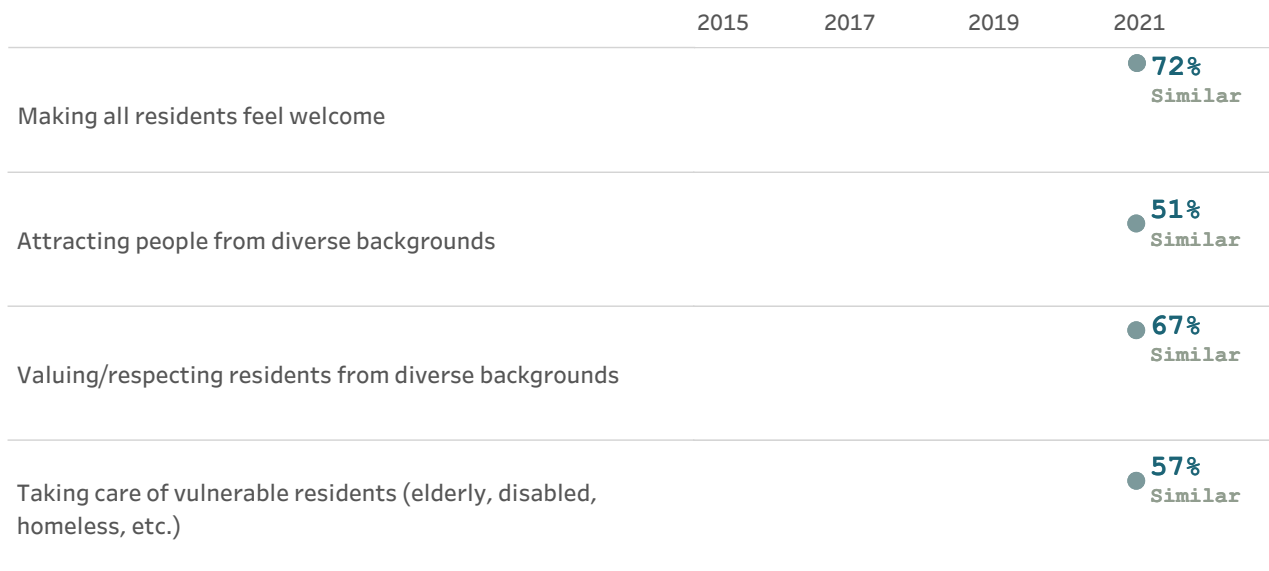 2015 2017 2019 2021
72%
Similar
Making all residents feel welcome
51%
Similar
Attracting people from diverse backgrounds
67%
Similar
Valuing/respecting residents from diverse backgrounds
57%
Similar
Taking care of vulnerable residents (elderly, disabled,
homeless, etc.)